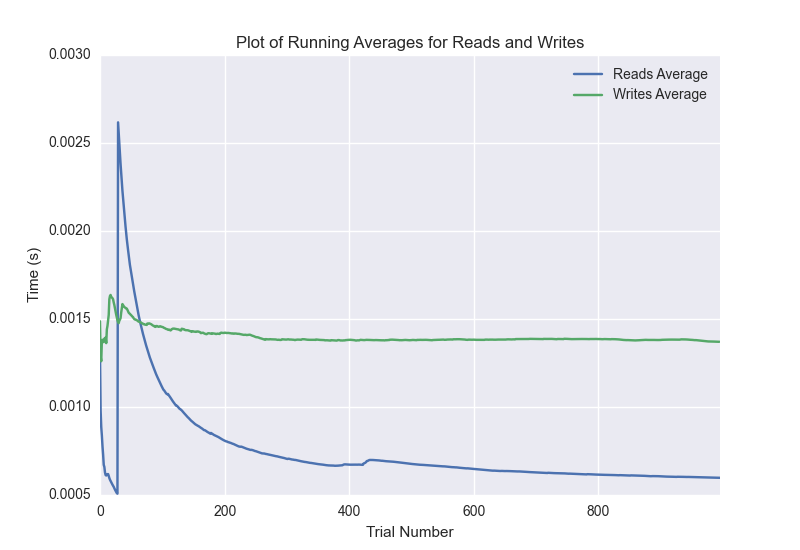 Plot of Running Averages for Reads and Writes
0.0030
Reads Average
Writes Average
0.0025
0.0020
Time (s)
0.0015
0.0010
0.0005
0
200
400
600
800
Trial Number